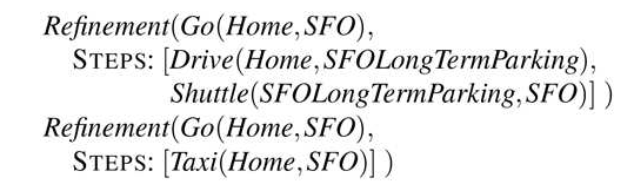 Refinement(Go(Home,SFO),
STEPS: [Drive(Home,SFOLongTermParking),
Shuttle(SFOLongTermParking,SFO)] )
Refinement(Go(Home,SFO),
STEPS: [Taxi(Home,SFO)] )